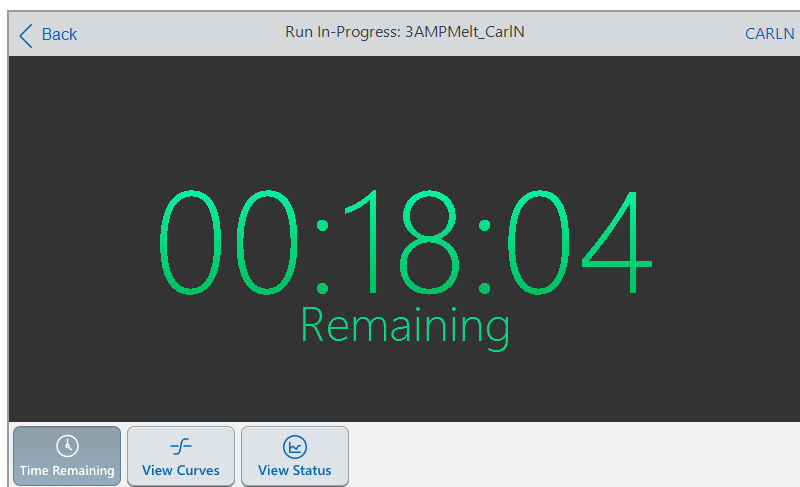 Back
Run In-Progress: 3AMPMelt_CarlN
CARLN
00:18:04
Remaining
Time Remaining
View Curves
View Status